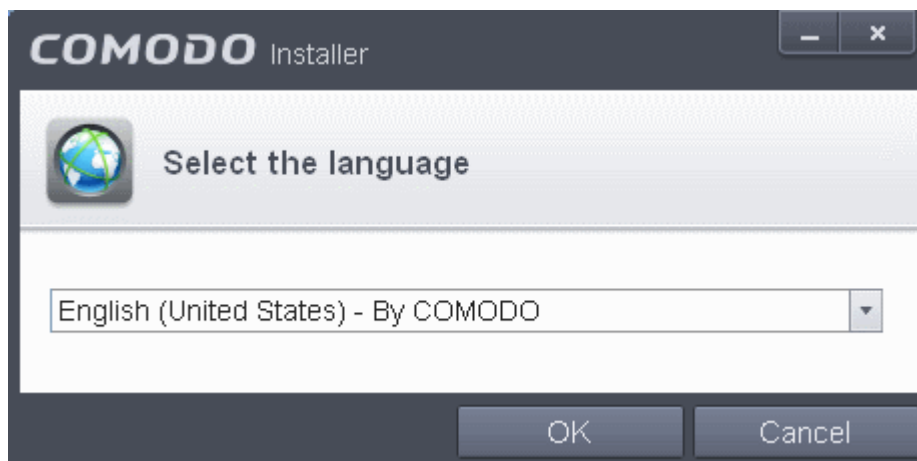 COMODO Installer
Select the language
English (United States) - By COMODO
OK
Cancel